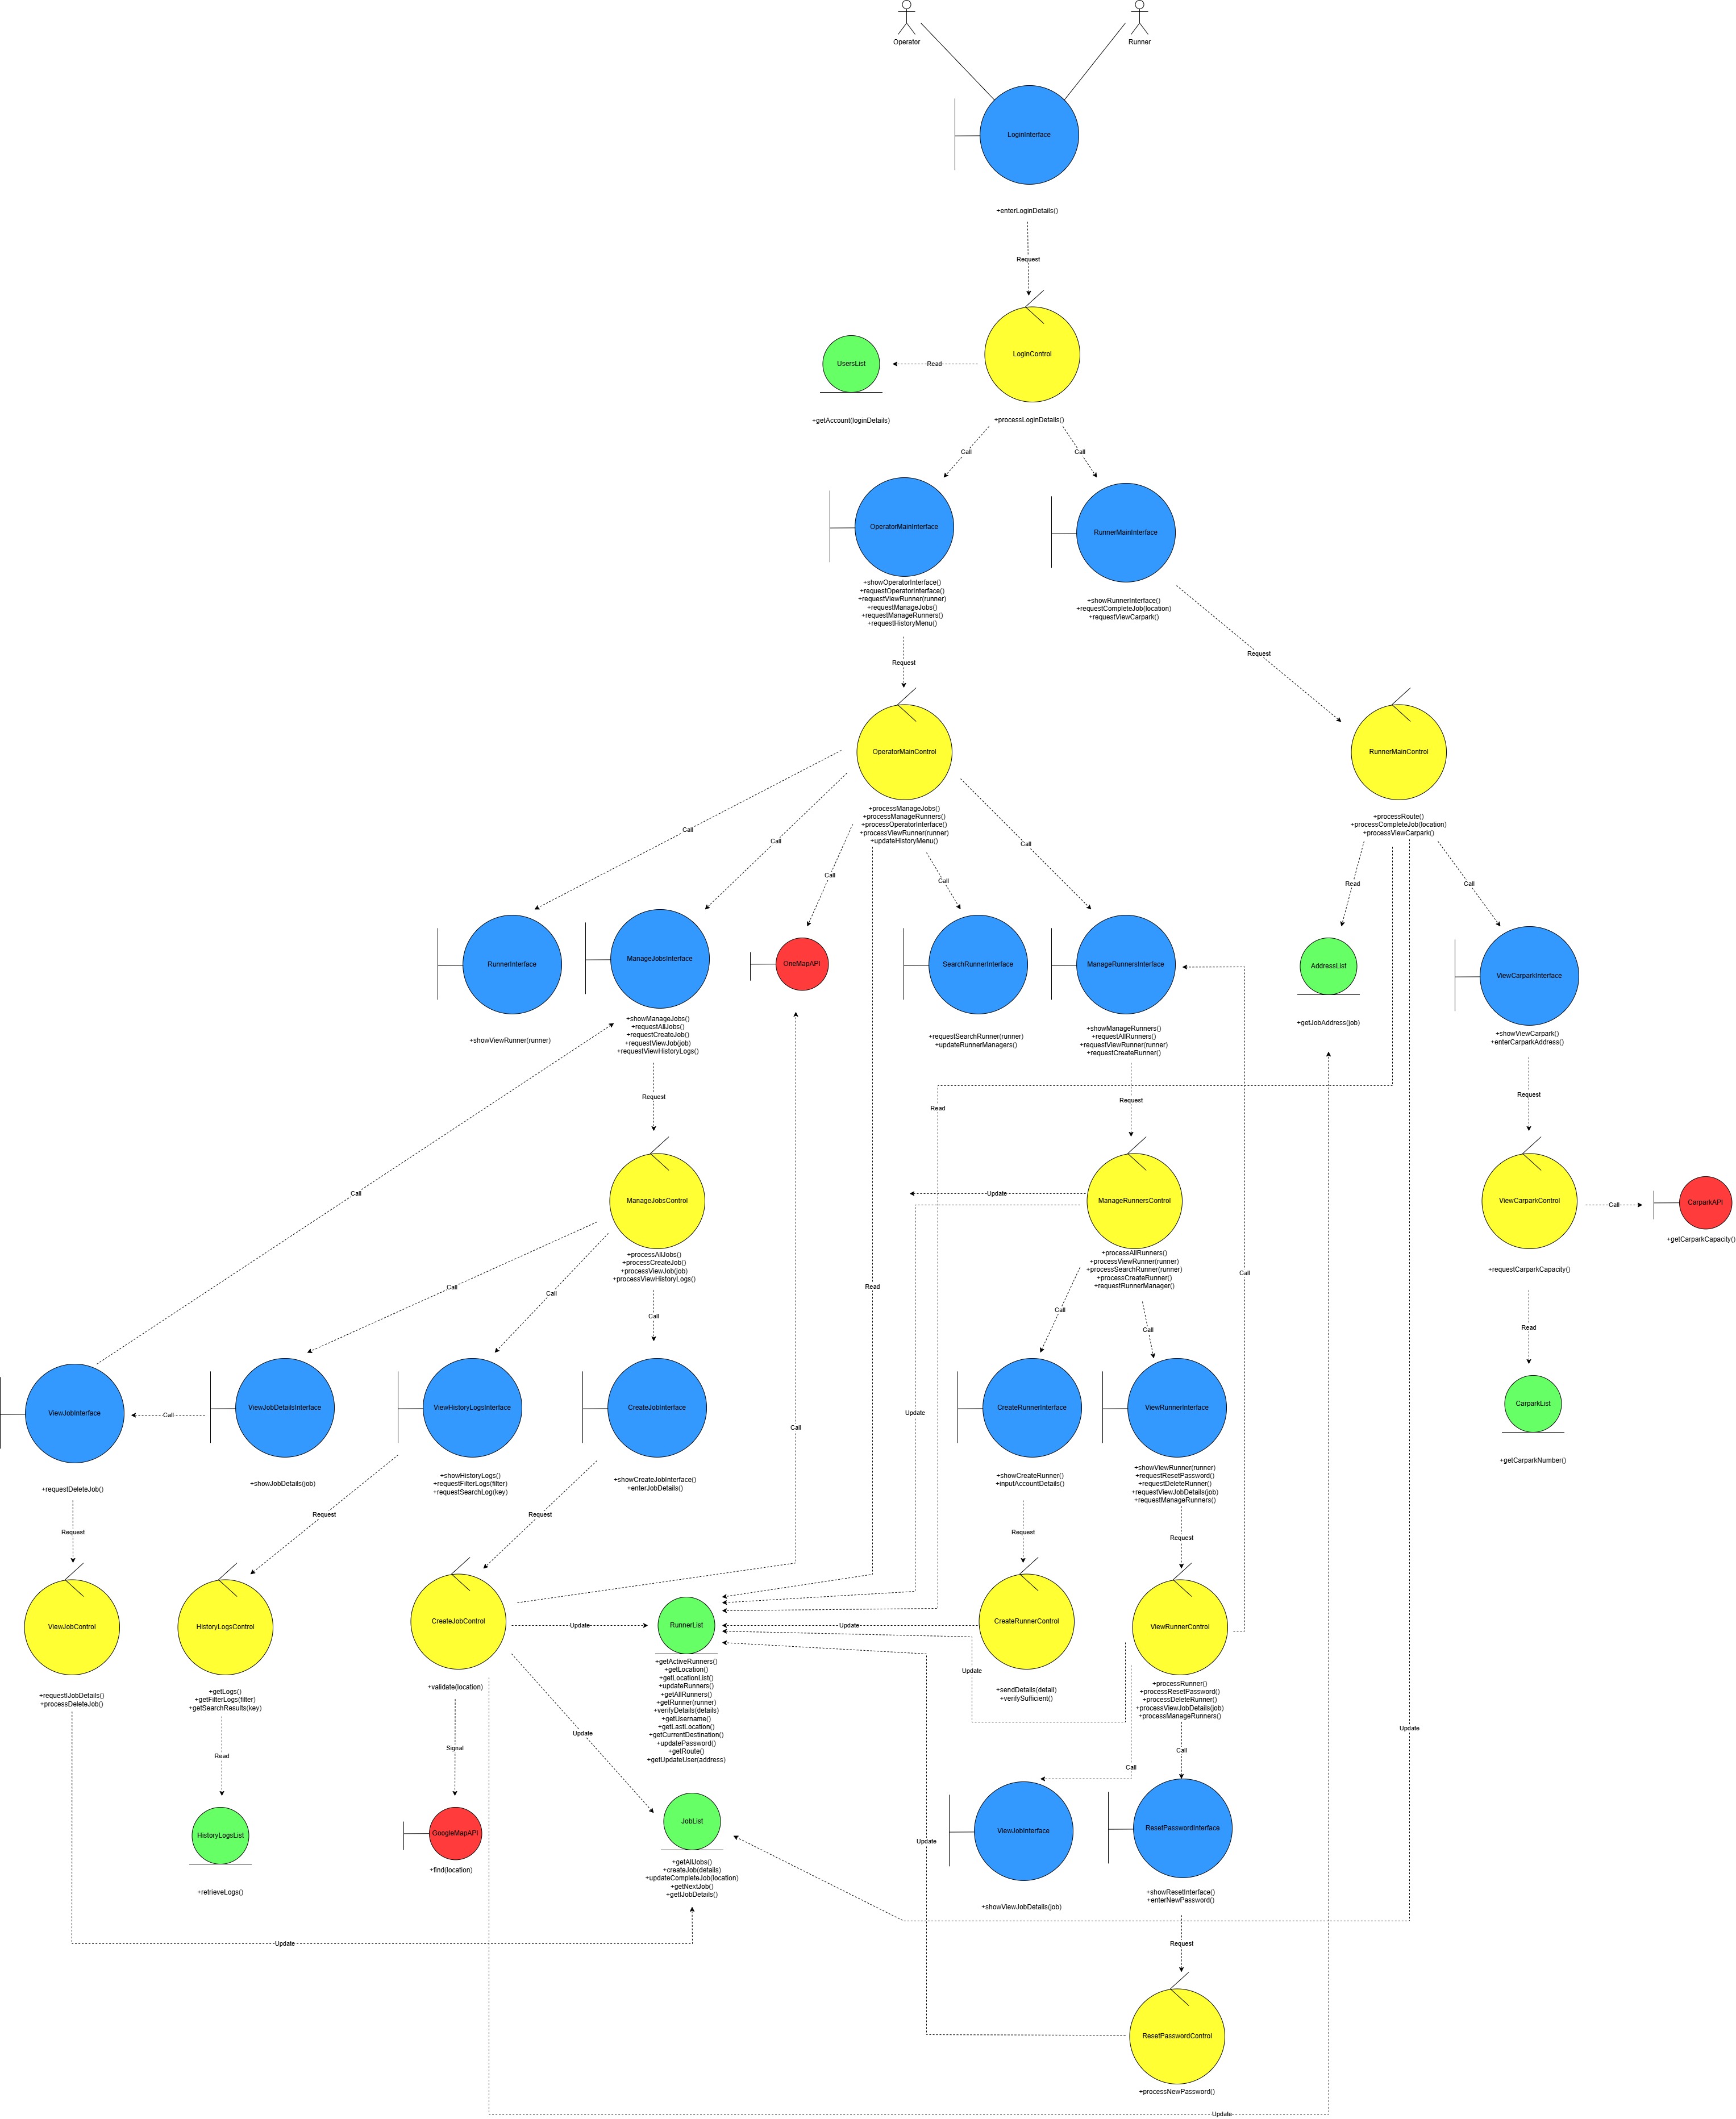 Operator
Runner
LoginInterface
+enterLoginDetails()
Request
LoginControl
UsersList
Read
+getAccount(loginDetails)
+processLoginDetails()
Call
Call
OperatorMainInterface
RunnerMainInterface
+showOperatorInterface()
+requestOperatorInterface()
+requestViewRunner(runner)
+requestManageJobs()
+requestManageRunners()
+requestHistoryMenu()
+showRunnerInterface()
+requestCompleteJob(location)
+requestViewCarpark()
Request
Request
OperatorMainControl
RunnerMainControl
+processManageJobs()
+processManageRunners()
+processOperatorInterface()
+processViewRunner(runner)
+updateHistoryMenu()
+processRoute()
+processCompleteJob(location)
+processViewCarpark()
Call
Call
Call
Call
Call
Read
Call
RunnerInterface
ManageJobsInterface
OneMapAPI
SearchRunnerInterface
ManageRunnersInterface
AddressList
ViewCarparkInterface
+showViewRunner(runner)
+showManageJobs()
+requestAllJobs()
+requestCreateJob()
+requestViewJob(job)
+requestViewHistoryLogs()
+requestSearchRunner(runner)
+updateRunnerManagers()
+showManageRunners()
+requestAllRunners()
+requestViewRunner(runner)
+requestCreateRunner()
+getJobAddress(job)
+showViewCarpark()
+enterCarparkAddress()
Request
Read
Request
Request
Call
ManageJobsControl
Update
ManageRunnersControl
ViewCarparkControl
Call
CarparkAPI
+getCarparkCapacity()
+processAllJobs()
+processCreateJob()
+processViewJob(job)
+processViewHistoryLogs()
+processAllRunners()
+processViewRunner(runner)
+processSearchRunner(runner)
+processCreateRunner()
+requestRunnerManager()
+requestCarparkCapacity()
Call
Call
Call
Read
Call
Call
Call
Read
ViewJobInterface
Call
ViewJobDetailsInterface
ViewHistoryLogsInterface
CreateJobInterface
Call
Update
CreateRunnerInterface
ViewRunnerInterface
CarparkList
+requestDeleteJob()
+showJobDetails(job)
+showHistoryLogs()
+requestFilterLogs(filter)
+requestSearchLog(key)
+showCreateJobInterface()
+enterJobDetails()
+showCreateRunner()
+inputAccountDetails()
+showViewRunner(runner)
+requestResetPassword()
+requestDeleteRunner()
+requestViewJobDetails(job)
+requestManageRunners()
+getCarparkNumber()
Request
Request
Request
Request
Request
ViewJobControl
HistoryLogsControl
CreateJobControl
Update
RunnerList
Update
CreateRunnerControl
ViewRunnerControl
+requestlJobDetails()
+processDeleteJob()
+getLogs()
+getFilterLogs(filter)
+getSearchResults(key)
+validate(location)
+getActiveRunners()
+getLocation()
+getLocationList()
+updateRunners()
+getAllRunners()
+getRunner(runner)
+verifyDetails(details)
+getUsername()
+getLastLocation()
+getCurrentDestination()
+updatePassword()
+getRoute()
+getUpdateUser(address)
Update
+sendDetails(detail)
+verifySufficient()
+processRunner()
+processResetPassword()
+processDeleteRunner()
+processViewJobDetails(job)
+processManageRunners()
Read
Signal
Update
Call
Call
Update
HistoryLogsList
GoogleMapAPI
JobList
Update
ViewJobInterface
ResetPasswordInterface
+retrieveLogs()
+find(location)
+getAllJobs()
+createJob(details)
+updateCompleteJob(location)
+getNextJob()
+getlJobDetails()
+showViewJobDetails(job)
+showResetInterface()
+enterNewPassword()
Update
Request
ResetPasswordControl
+processNewPassword()
Update